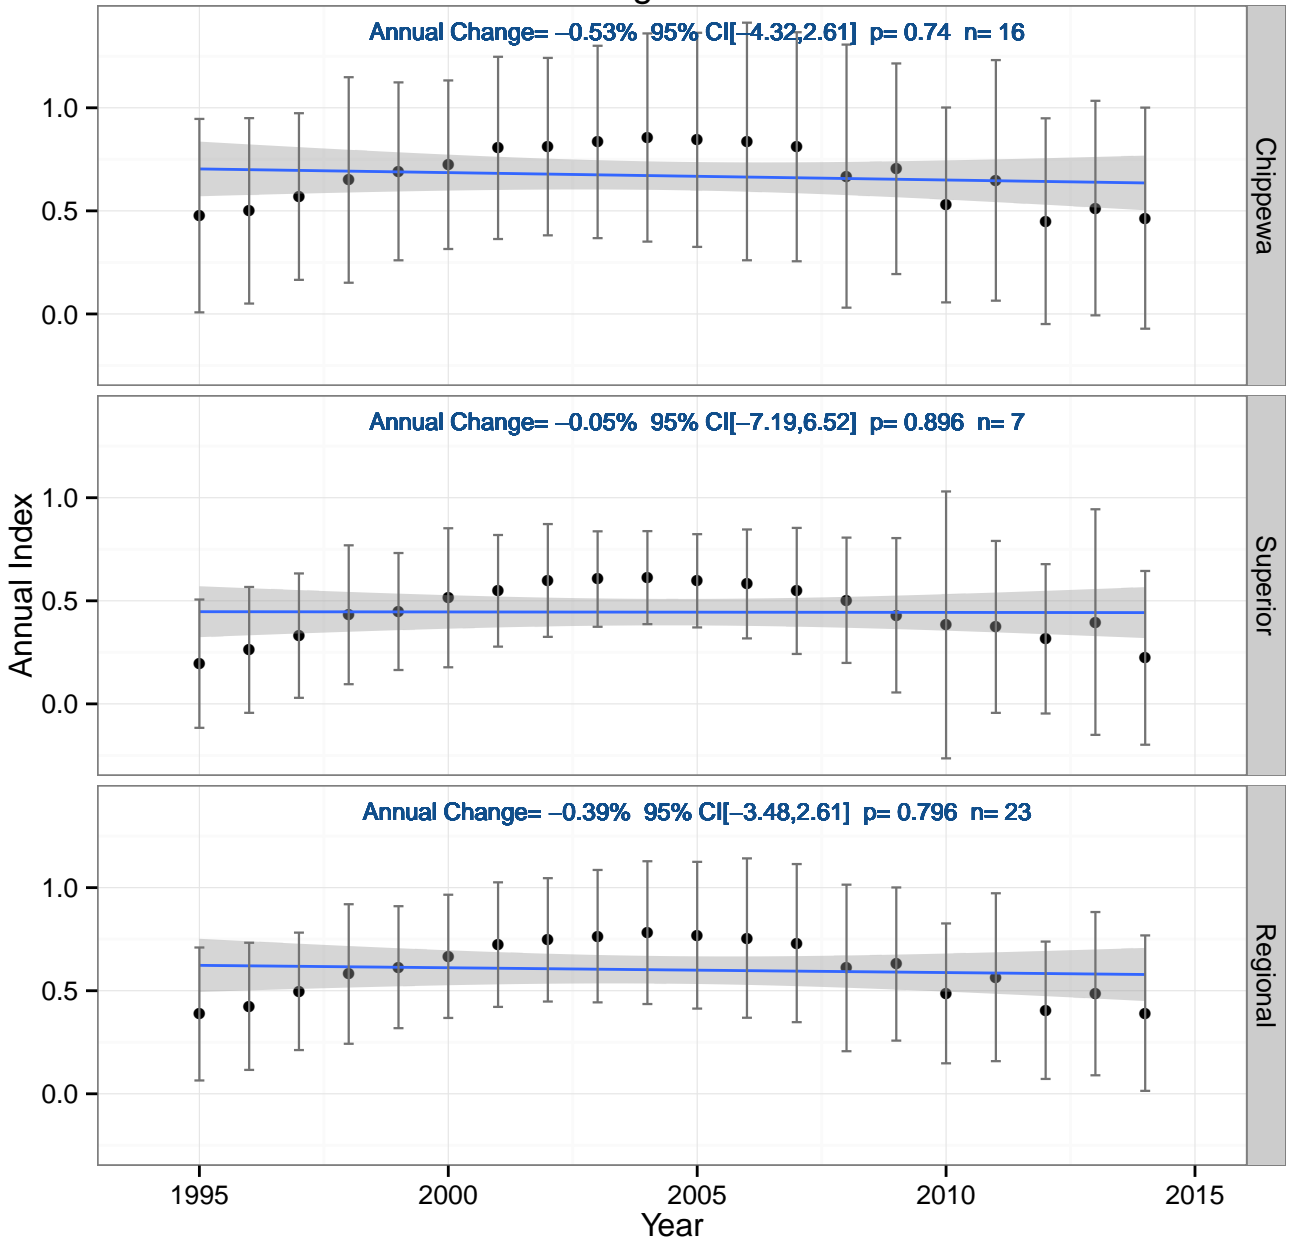 Annual Change= −0.53%  95% CI[−4.32,2.61]  p= 0.74  n= 16
1.0
0.5
0.0
Chippewa
Annual Change= −0.05%  95% CI[−7.19,6.52]  p= 0.896  n= 7
1.0
0.5
0.0
Superior
Annual Index
Annual Change= −0.39%  95% CI[−3.48,2.61]  p= 0.796  n= 23
1.0
0.5
0.0
Regional
1995 2000 2005 2010 2015
Year